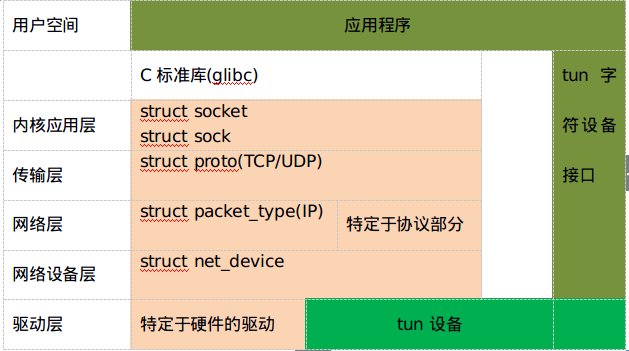 用户空间
应用程序
C 标准库(glibc)
tun 字
符设备
接口
内核应用层
struct socket
struct sock
传输层
struct proto(TCP/UDP)
网络层
struct packet_type(IP)
特定于协议部分
网络设备层
struct net_device
驱动层
特定于硬件的驱动
tun 设备